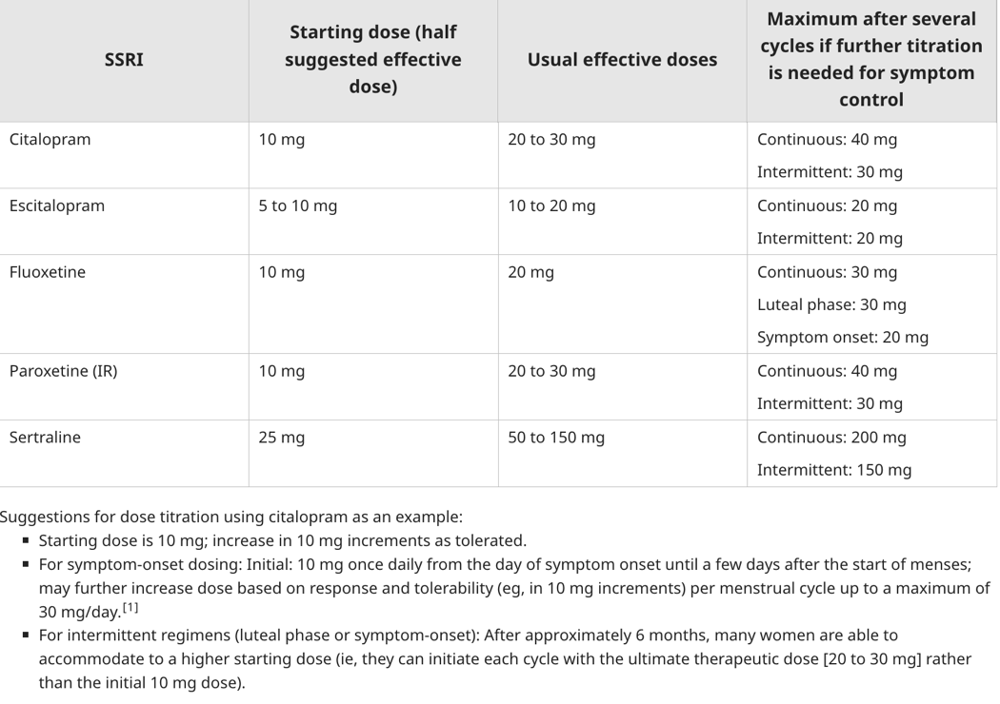 SSRI
Starting dose (half
suggested effective
dose)
Usual effective doses
Maximum after several
cycles if further titration
is needed for symptom
control
Citalopram
10 mg
20 to 30 mg
Continuous: 40 mg
Intermittent: 30 mg
Escitalopram
5 to 10 mg
10 to 20 mg
Continuous: 20 mg
Intermittent: 20 mg
Fluoxetine
10 mg
20 mg
Continuous: 30 mg
Luteal phase: 30 mg
Symptom onset: 20 mg
Paroxetine (IR)
10 mg
20 to 30 mg
Continuous: 40 mg
Intermittent: 30 mg
Sertraline
25 mg
50 to 150 mg
Continuous: 200 mg
Intermittent: 150 mg
Suggestions for dose titration using citalopram as an example:
▪ Starting dose is 10 mg; increase in 10 mg increments as tolerated.
▪ For symptom-onset dosing: Initial: 10 mg once daily from the day of symptom onset until a few days after the start of menses;
may further increase dose based on response and tolerability (eg, in 10 mg increments) per menstrual cycle up to a maximum of
30 mg/day.[1]
▪ For intermittent regimens (luteal phase or symptom-onset): After approximately 6 months, many women are able to
accommodate to a higher starting dose (ie, they can initiate each cycle with the ultimate therapeutic dose [20 to 30 mg] rather
than the initial 10 mg dose).